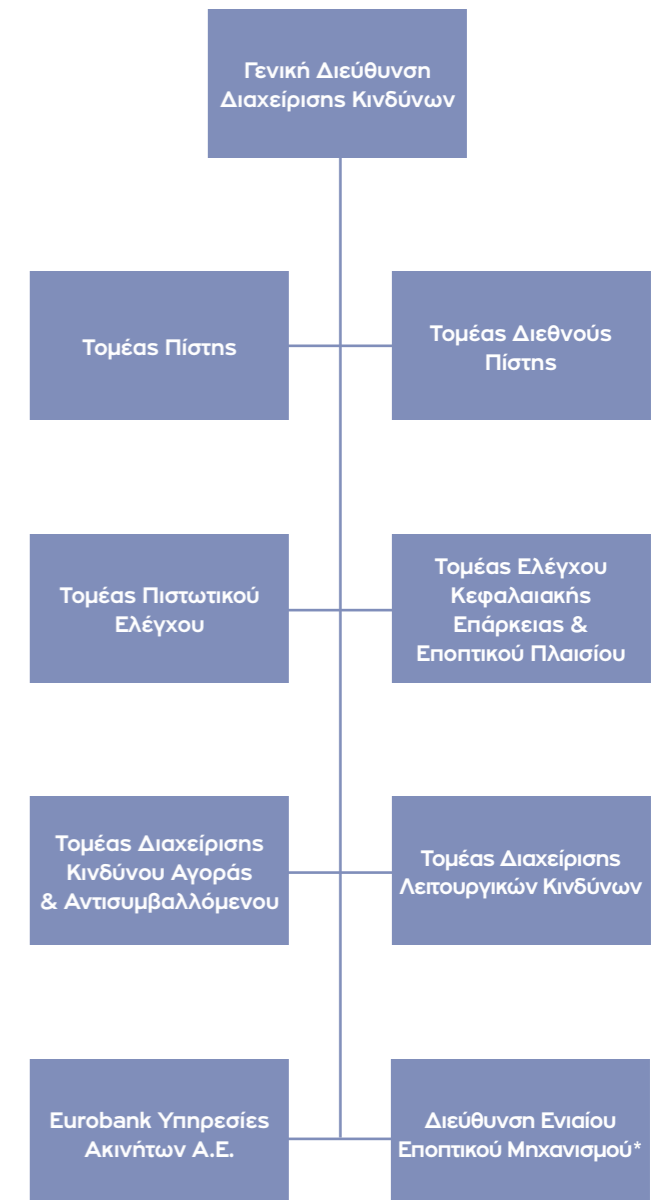 Γενική Διεύθυνση
Διαχείρισης Κινδύνων
Τομέας Πίστης
Τομέας Διεθνούς
Πίστης
Τομέας Πιστωτικού
Ελέγχου
Τομέας Ελέγχου
Κεφαλαιακής
Επάρκειας &
Εποπτικού Πλαισίου
Τομέας Διαχείρισης
Κινδύνου Αγοράς
& Αντισυμβαλλόμενου
Τομέας Διαχείρισης
Λειτουργικών Κινδύνων
Eurobank Υπηρεσίες
Ακινήτων Α.Ε.
Διεύθυνση Ενιαίου
Εποπτικού Μηχανισμού*